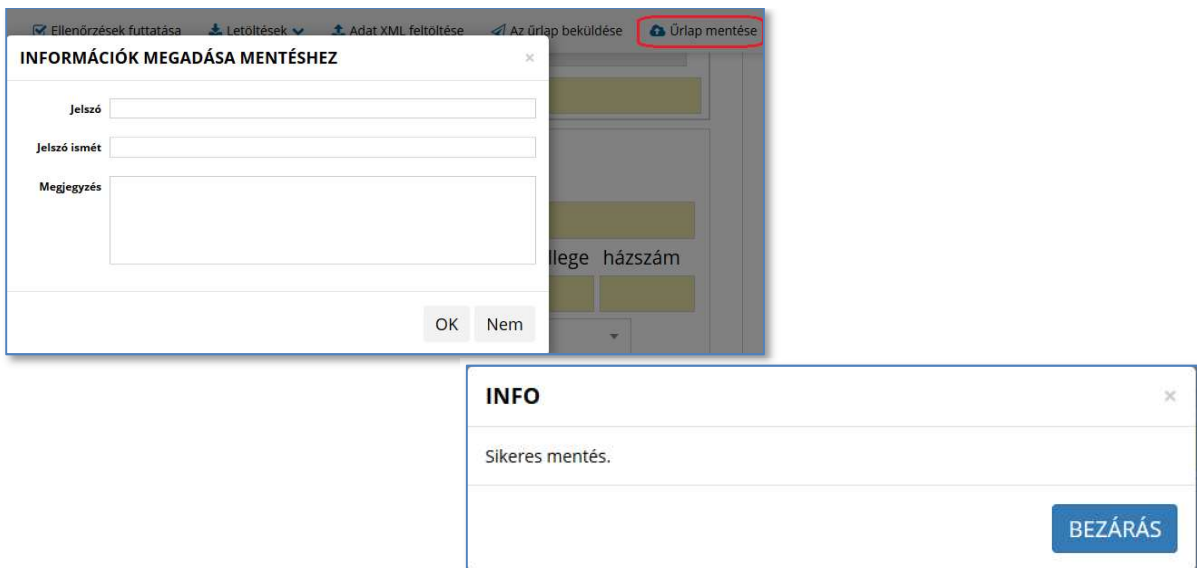 Ellenőrzések futtatása Letöltések Adat XML feltöltése Az űrlap beküldése Űrlap mentése
INFORMÁCIÓK MEGADÁSA MENTÉSHEZ ×
Jelszó
Jelszó ismét
Megjegyzés
llege házszám
OK Nem
INFO ×
Sikeres mentés.
BEZÁRÁS